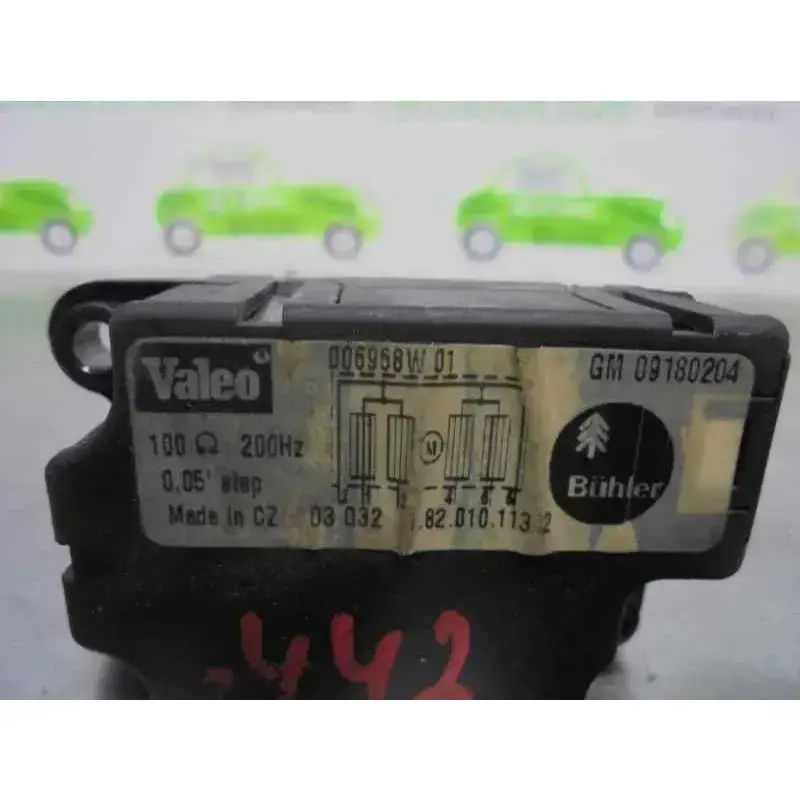 Valeo
006968W 01
GM 09180204
100 Ω 200Hz
0,05° step
M
Bühler
Made in CZ 03 032 .82.010.113
442